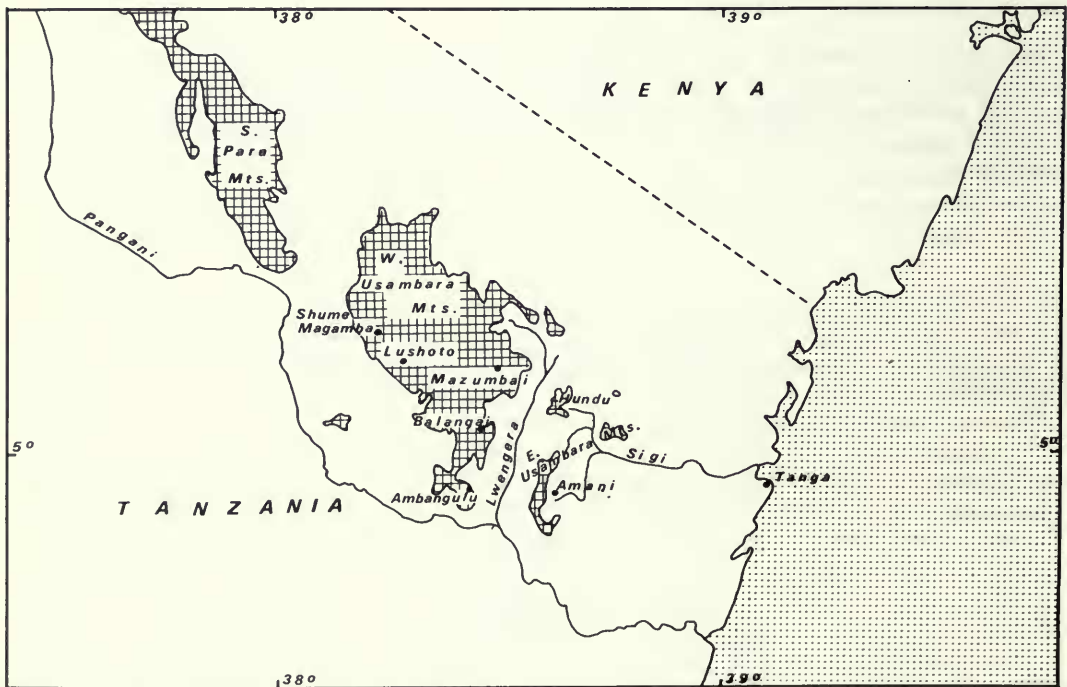 38°
39°
KENYA
S.
Pare
Mts.
Pangani
W.
Usambara
Mts.
Shume
Magamba
Lushoto
Mazumbai
Hundu
Balangai
Lwengera
Mts.
E.
Usambara
Sigi
5°
5°
Tanga
Amani
Ambangulu
TANZANIA
38°
39°